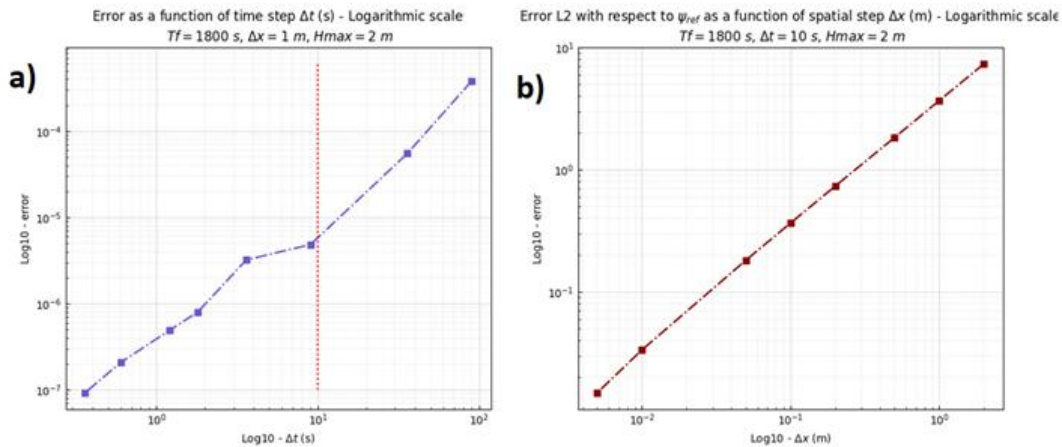 Error as a function of time step Δt (s) - Logarithmic scale
Tf = 1800 s, Δx = 1 m, Hmax = 2 m
a)
10⁻⁴
10⁻⁵
10⁻⁶
10⁻⁷
Log10 - error
10⁰
10¹
10²
Log10 - Δt (s)
Error L2 with respect to ψ_ref as a function of spatial step Δx (m) - Logarithmic scale
Tf = 1800 s, Δt = 10 s, Hmax = 2 m
b)
10¹
10⁰
10⁻¹
Log10 - error
10⁻²
10⁻¹
10⁰
Log10 - Δx (m)